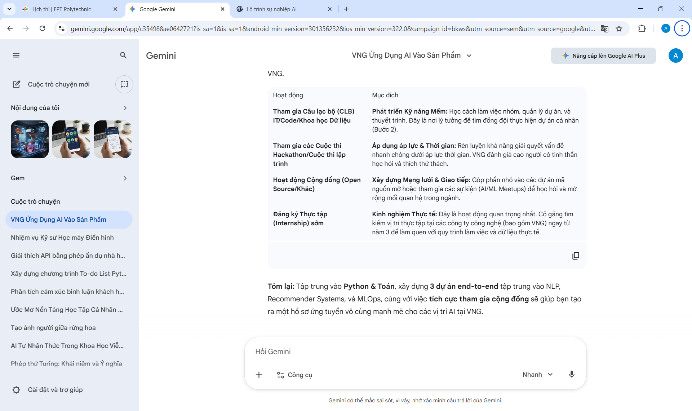 Lịch thi | FPT Polytechnic
Google Gemini
Lộ trình sự nghiệp AI
Gemini
VNG Ứng Dụng AI Vào Sản Phẩm
Nâng cấp lên Google AI Plus
A
Cuộc trò chuyện mới
Nội dung của tôi
Gem
Cuộc trò chuyện
VNG Ứng Dụng AI Vào Sản Phẩm
Nhiệm vụ Kỹ sư Học máy Điển hình
Giải thích API bằng phép ẩn dụ nhà h...
Xây dựng chương trình To-do List Pyt...
Phân tích cảm xúc bình luận khách h...
Ước Mơ Nền Tảng Học Tập Cá Nhân ...
Tạo ảnh người giữa rừng hoa
AI Tự Nhận Thức Trong Khoa Học Viễ...
Phép thử Turing: Khái niệm và Ý nghĩa
Cài đặt và trợ giúp
VNG.
Hoạt động
Mục đích
Tham gia Câu lạc bộ (CLB)
IT/Code/Khoa học Dữ liệu
Phát triển Kỹ năng Mềm: Học cách làm việc nhóm, quản lý dự án, và
thuyết trình. Đây là nơi lý tưởng để tìm đồng đội thực hiện dự án cá nhân
(Bước 2).
Tham gia các Cuộc thi
Hackathon/Cuộc thi lập
trình
Áp dụng áp lực & Thời gian: Rèn luyện khả năng giải quyết vấn đề
nhanh chóng dưới áp lực thời gian. VNG đánh giá cao người có tinh thần
học hỏi và thích thử thách.
Hoạt động Cộng đồng (Open
Source/Khác)
Xây dựng Mạng lưới & Giao tiếp: Góp phần nhỏ vào các dự án mã
nguồn mở hoặc tham gia các sự kiện (AI/ML Meetups) để học hỏi và mở
rộng mối quan hệ trong ngành.
Đăng ký Thực tập
(Internship) sớm
Kinh nghiệm Thực tế: Đây là hoạt động quan trọng nhất. Cố gắng tìm
kiếm vị trí thực tập tại các công ty công nghệ (bao gồm VNG) ngay từ
năm 3 để làm quen với quy trình làm việc và dữ liệu thực tế.
Tóm lại: Tập trung vào Python & Toán, xây dựng 3 dự án end-to-end tập trung vào NLP,
Recommender Systems, và MLOps, cùng với việc tích cực tham gia cộng đồng sẽ giúp bạn tạo
ra một hồ sơ ứng tuyển vô cùng mạnh mẽ cho các vị trí AI tại VNG.
Hỏi Gemini
Công cụ
Nhanh
Gemini có thể mắc sai sót, vì vậy, nhớ xác minh câu trả lời của Gemini.